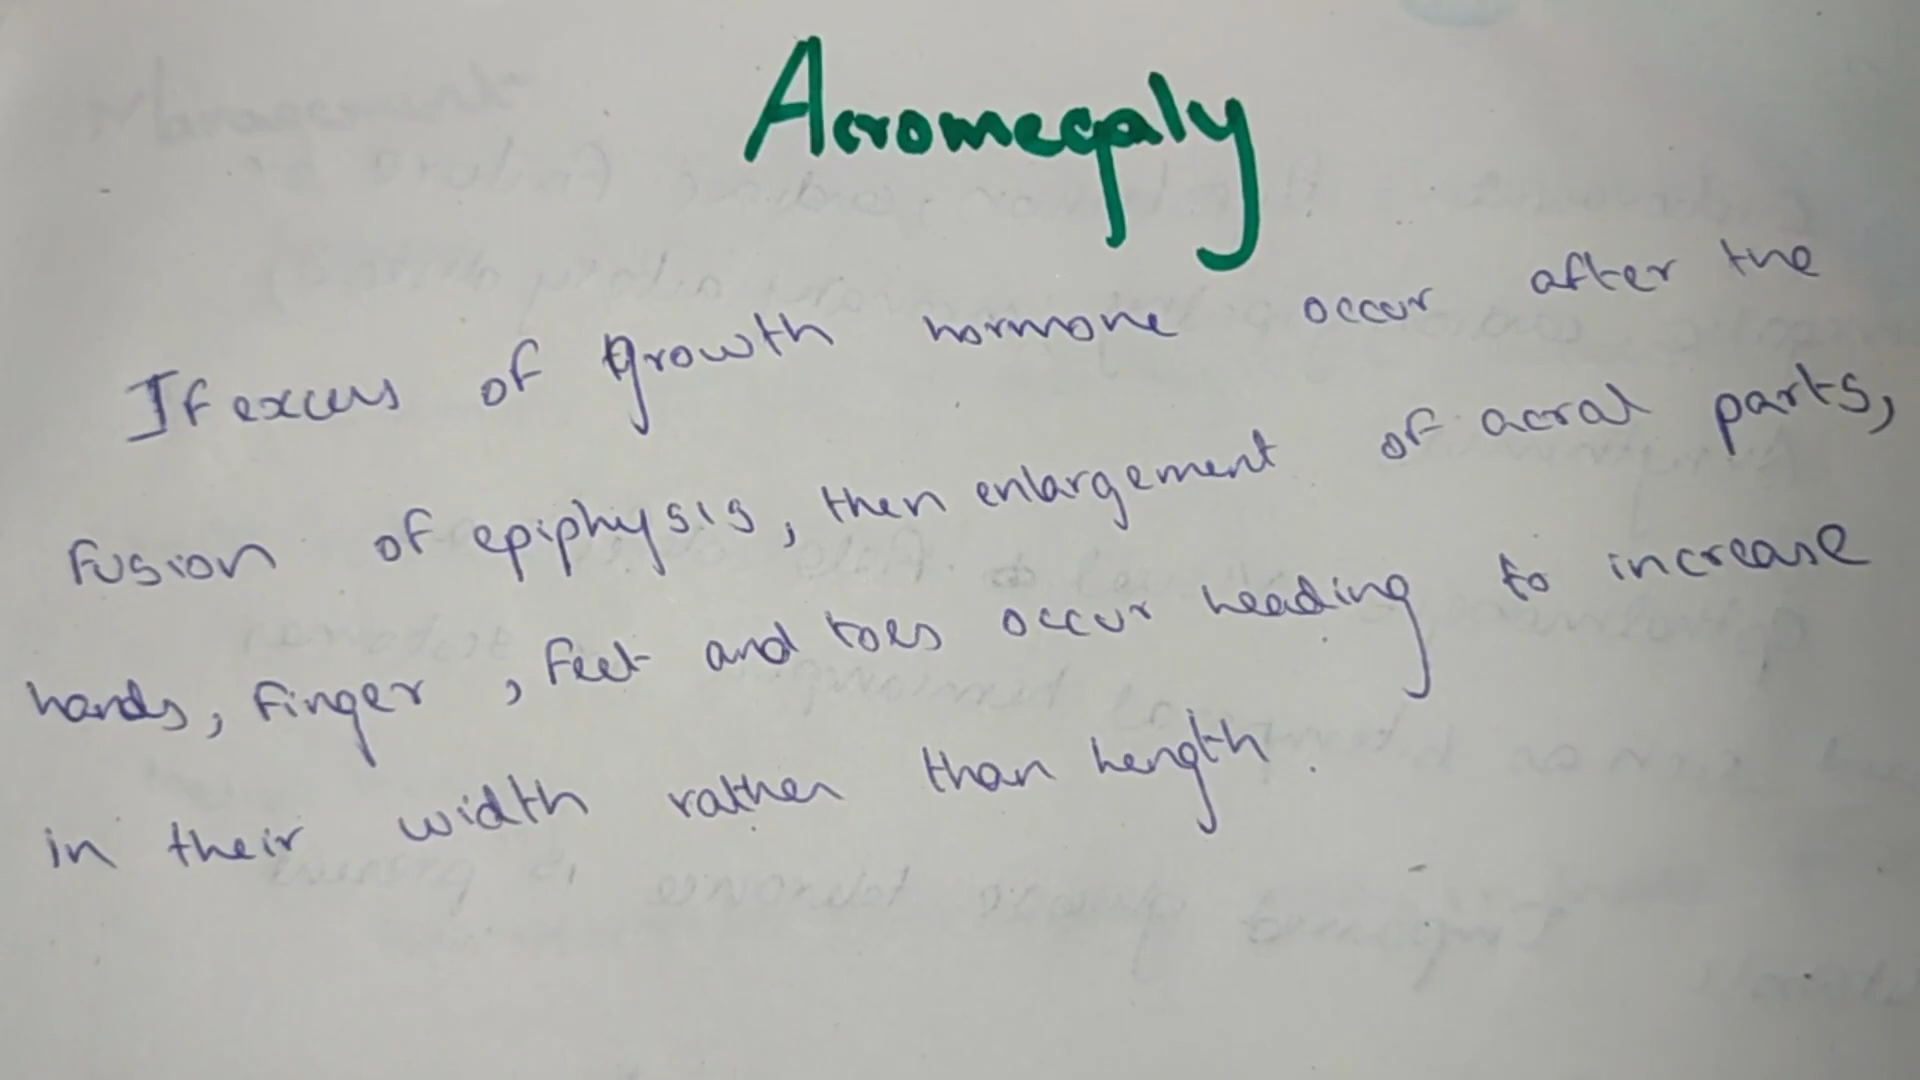 Acromegaly
If excess of growth hormone occur after the
fusion of epiphysis, then enlargement of acral parts,
hands, finger, feet and toes occur leading to increase
in their width rather than length.